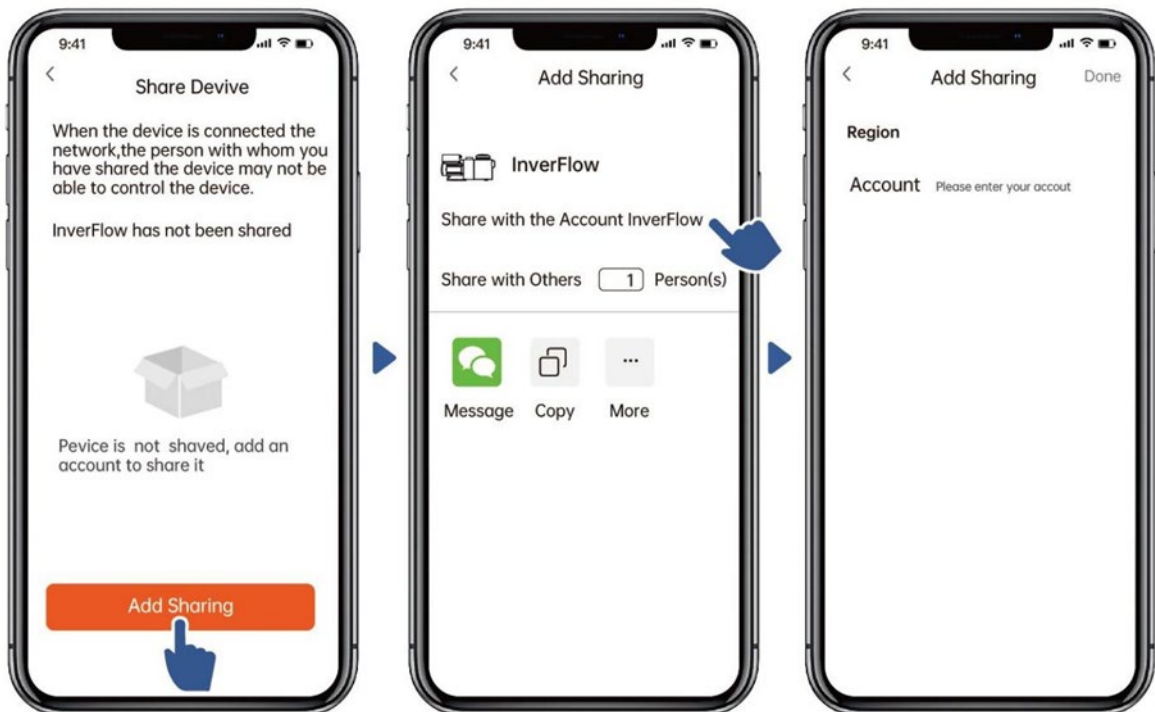 9:41
Share Devive
When the device is connected the
network,the person with whom you
have shared the device may not be
able to control the device.
InverFlow has not been shared
Pevice is not shaved, add an
account to share it
Add Sharing
9:41
Add Sharing
InverFlow
Share with the Account InverFlow
Share with Others 1 Person(s)
Message Copy More
9:41
Add Sharing Done
Region
Account Please enter your accout